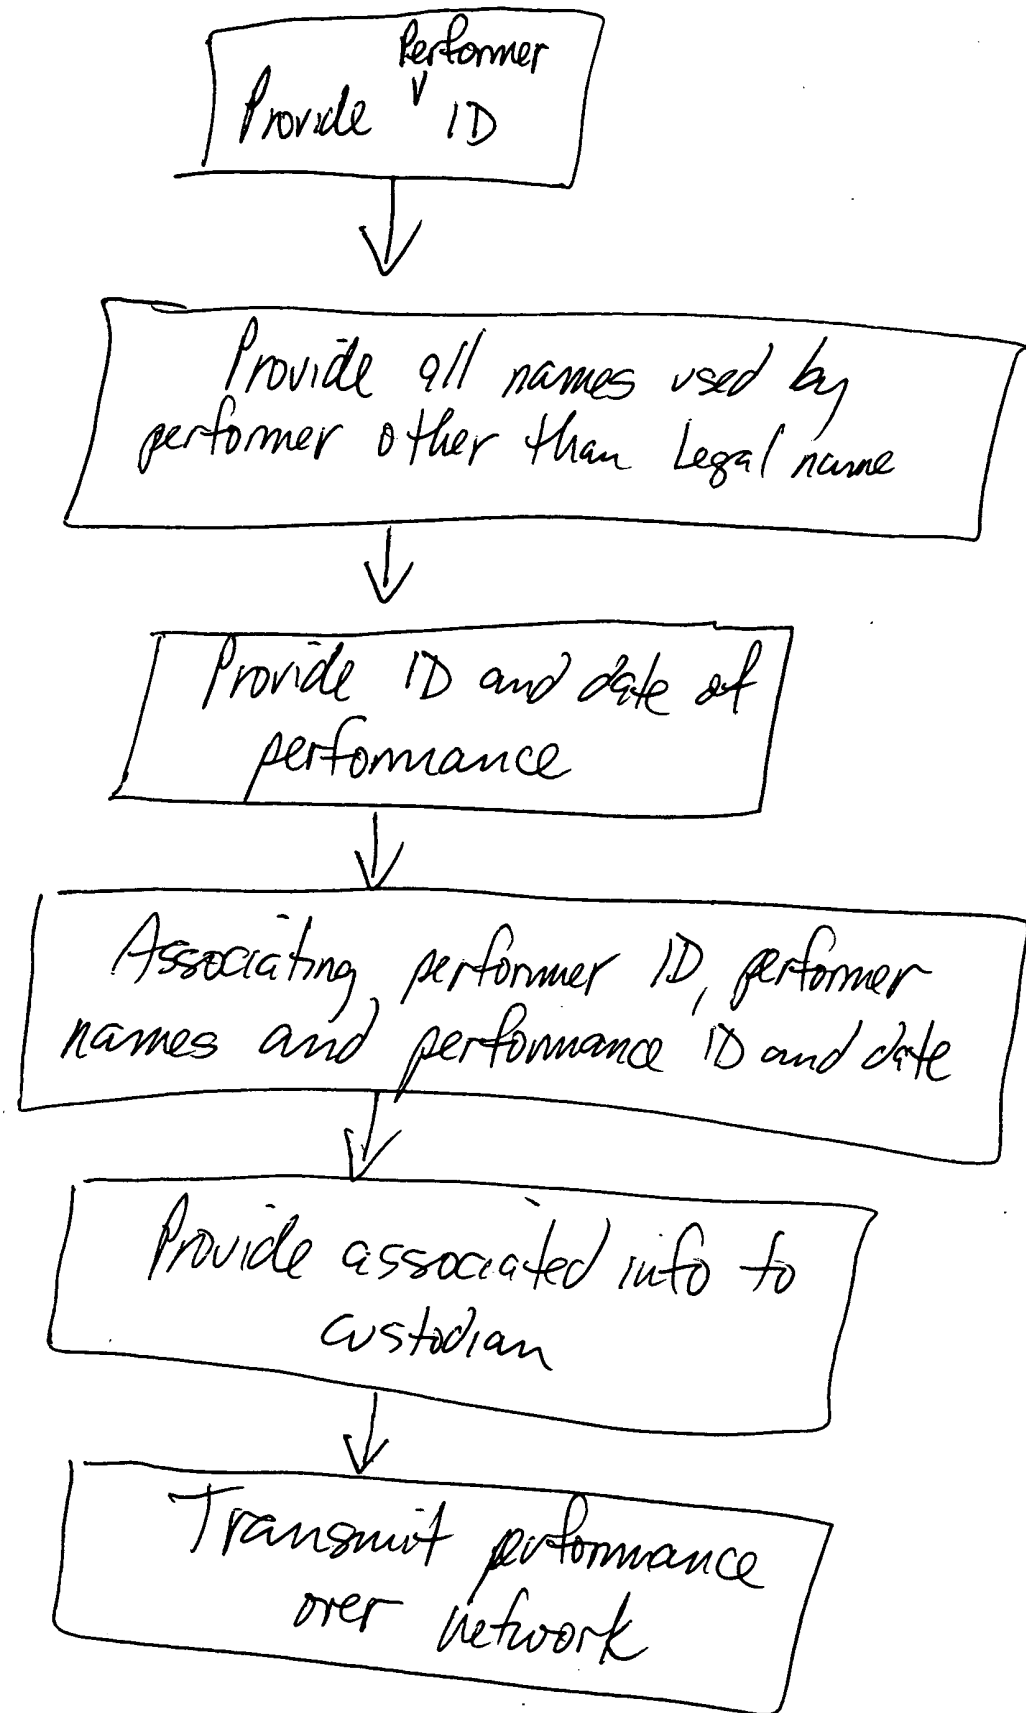 Performer
Provide ID
Provide all names used by
performer other than Legal name
Provide ID and date of
performance
Associating performer ID, performer
names and performance ID and date
Provide associated info to
custodian
Transmit performance
over network